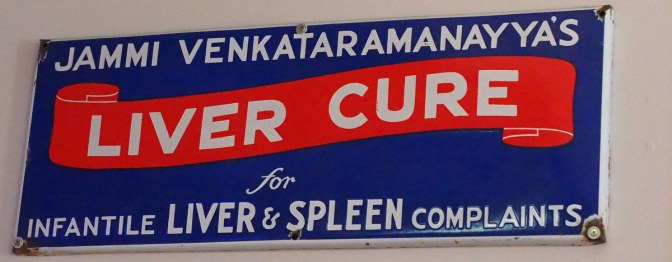 JAMMI VENKATARAMANAYYA'S
LIVER CURE
for
INFANTILE LIVER & SPLEEN COMPLAINTS